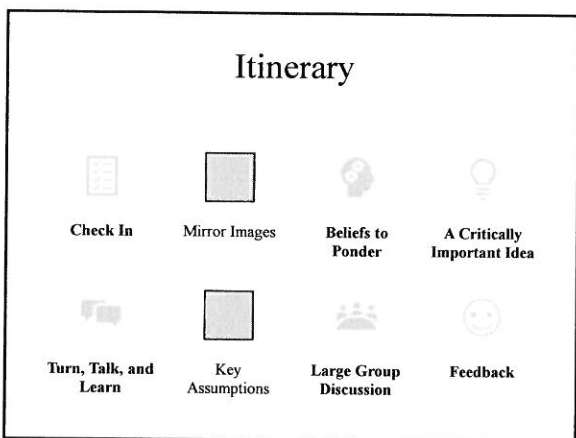 Itinerary
Check In
Mirror Images
Beliefs to
Ponder
A Critically
Important Idea
Turn, Talk, and
Learn
Key
Assumptions
Large Group
Discussion
Feedback